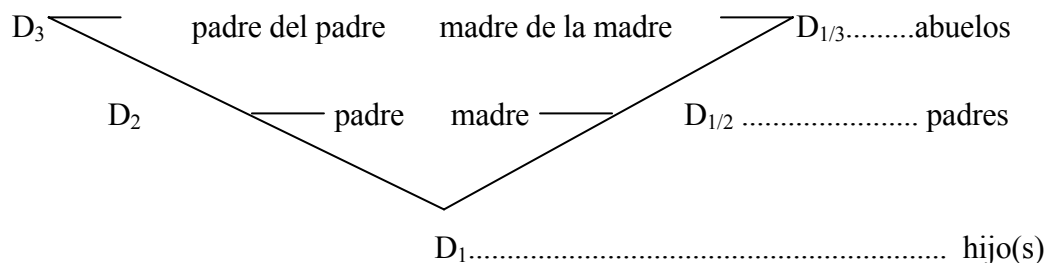 D₃ padre del padre madre de la madre D₁/₃.........abuelos
D₂ padre madre D₁/₂ ....................... padres
D₁...................................................................... hijo(s)